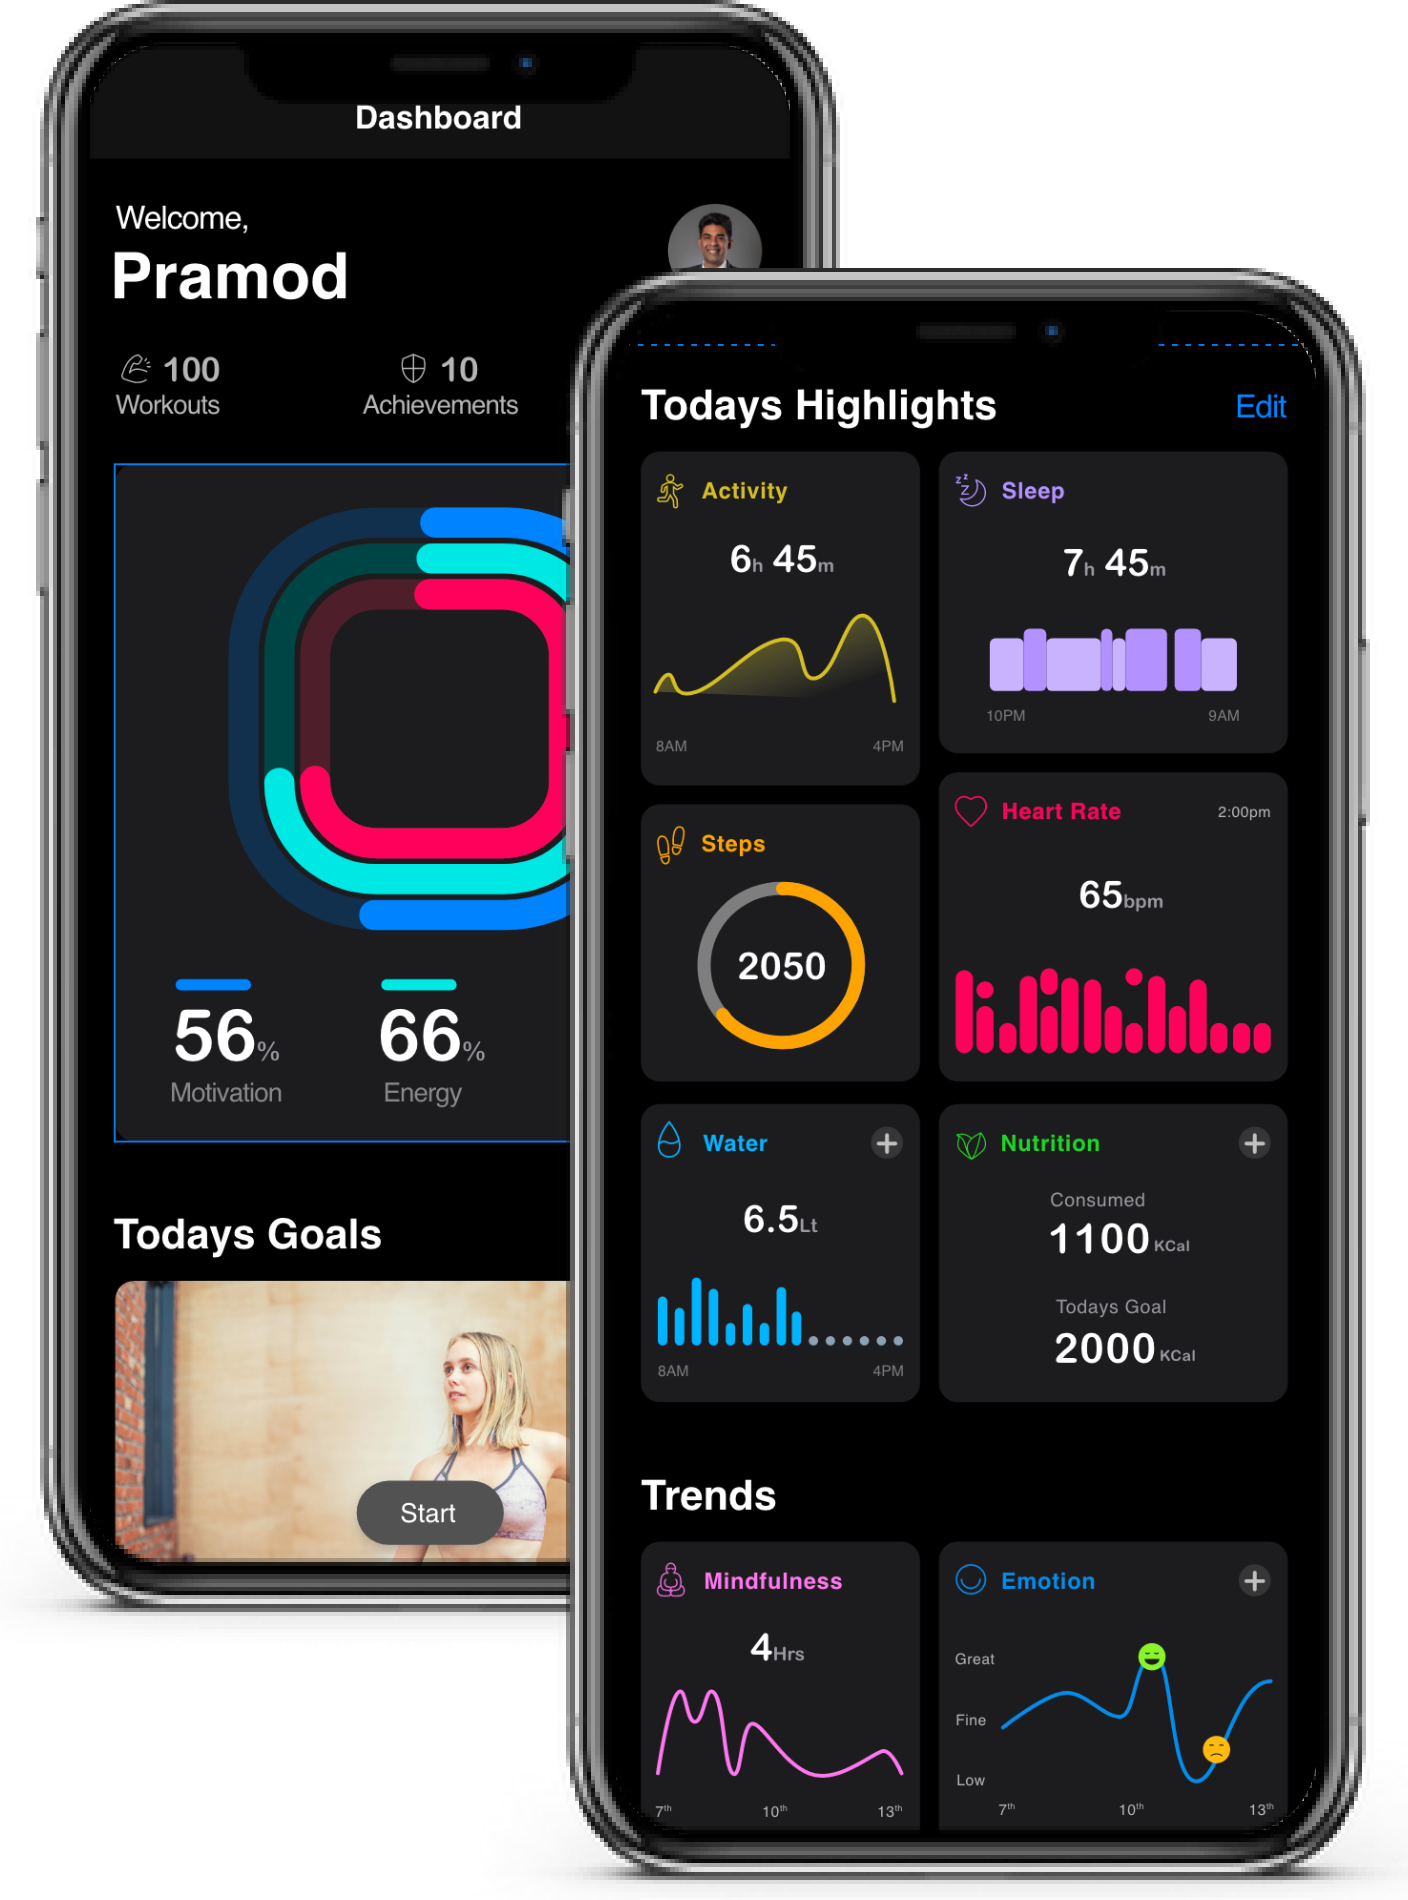 Dashboard
Welcome,
Pramod
100
Workouts
10
Achievements
56%
Motivation
66%
Energy
Todays Goals
Start
Todays Highlights
Edit
Activity
6h 45m
8AM 4PM
Sleep
zzz
7h 45m
10PM 9AM
Steps
2050
Heart Rate 2:00pm
65bpm
Water
6.5Lt
8AM 4PM
Nutrition
Consumed
1100 KCal
Todays Goal
2000 KCal
Trends
Mindfulness
4Hrs
7th 10th 13th
Emotion
Great
Fine
Low
7th 10th 13th